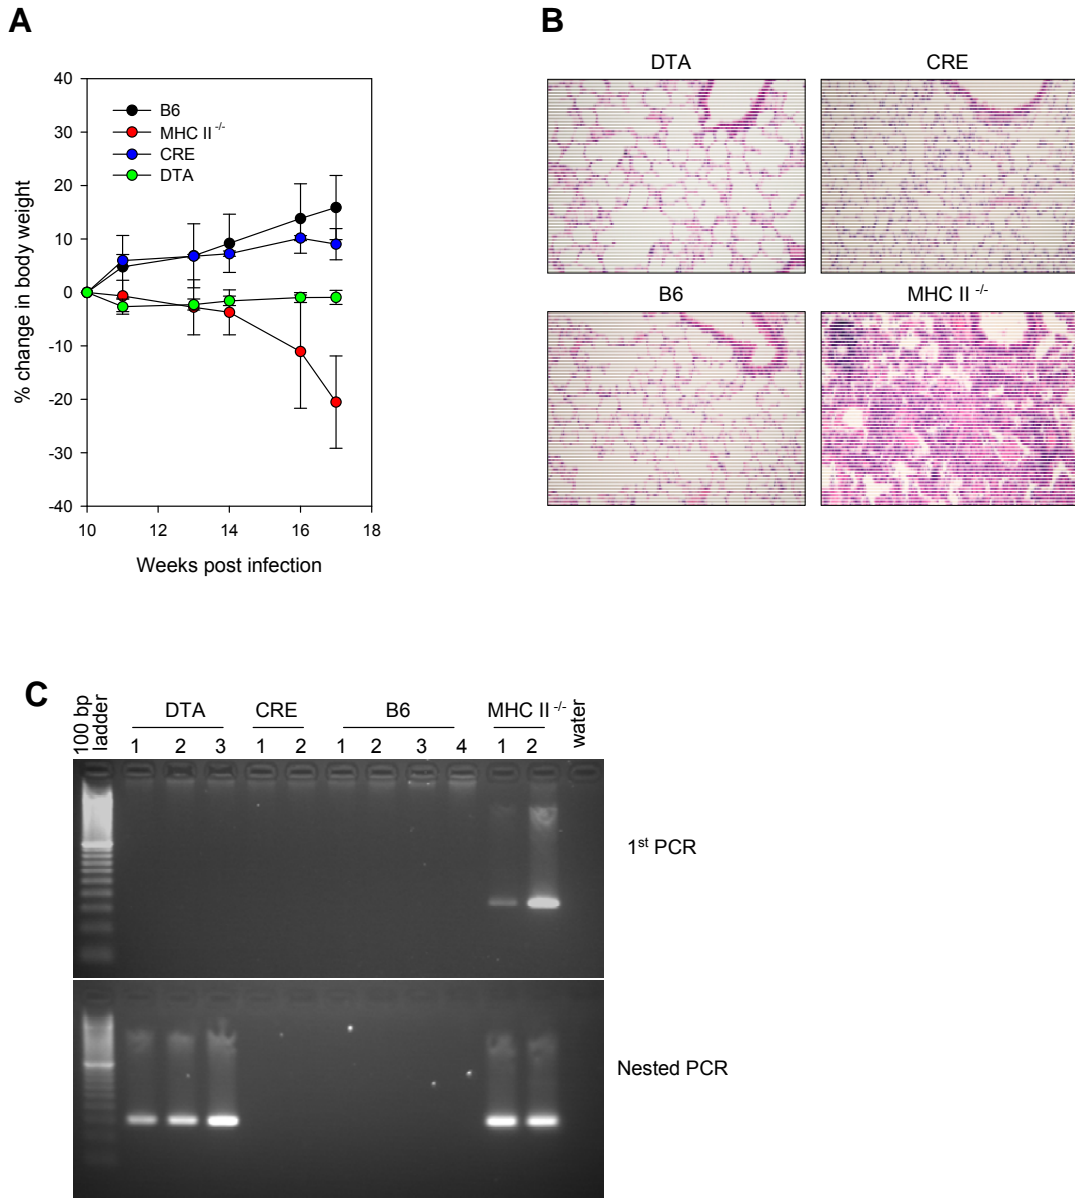 A
40
30
20
10
0
-10
-20
-30
-40
% change in body weight
B6
MHC II -/-
CRE
DTA
10 12 14 16 18
Weeks post infection
B
DTA CRE
B6 MHC II -/-
C
100 bp
ladder
DTA CRE B6 MHC II -/- water
1 2 3 1 2 1 2 3 4 1 2
1st PCR
Nested PCR